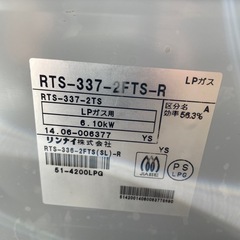 RTS-337-2FTS-R
LPガス
RTS-337-2TS
LPガス用
6.10kW
区分名 A
効率 56.3%
14.06-006377 YS
リンナイ株式会社 YS
RTS-336-2FTS(SL)-R
51-4200LPG
JIA
PS
LPG